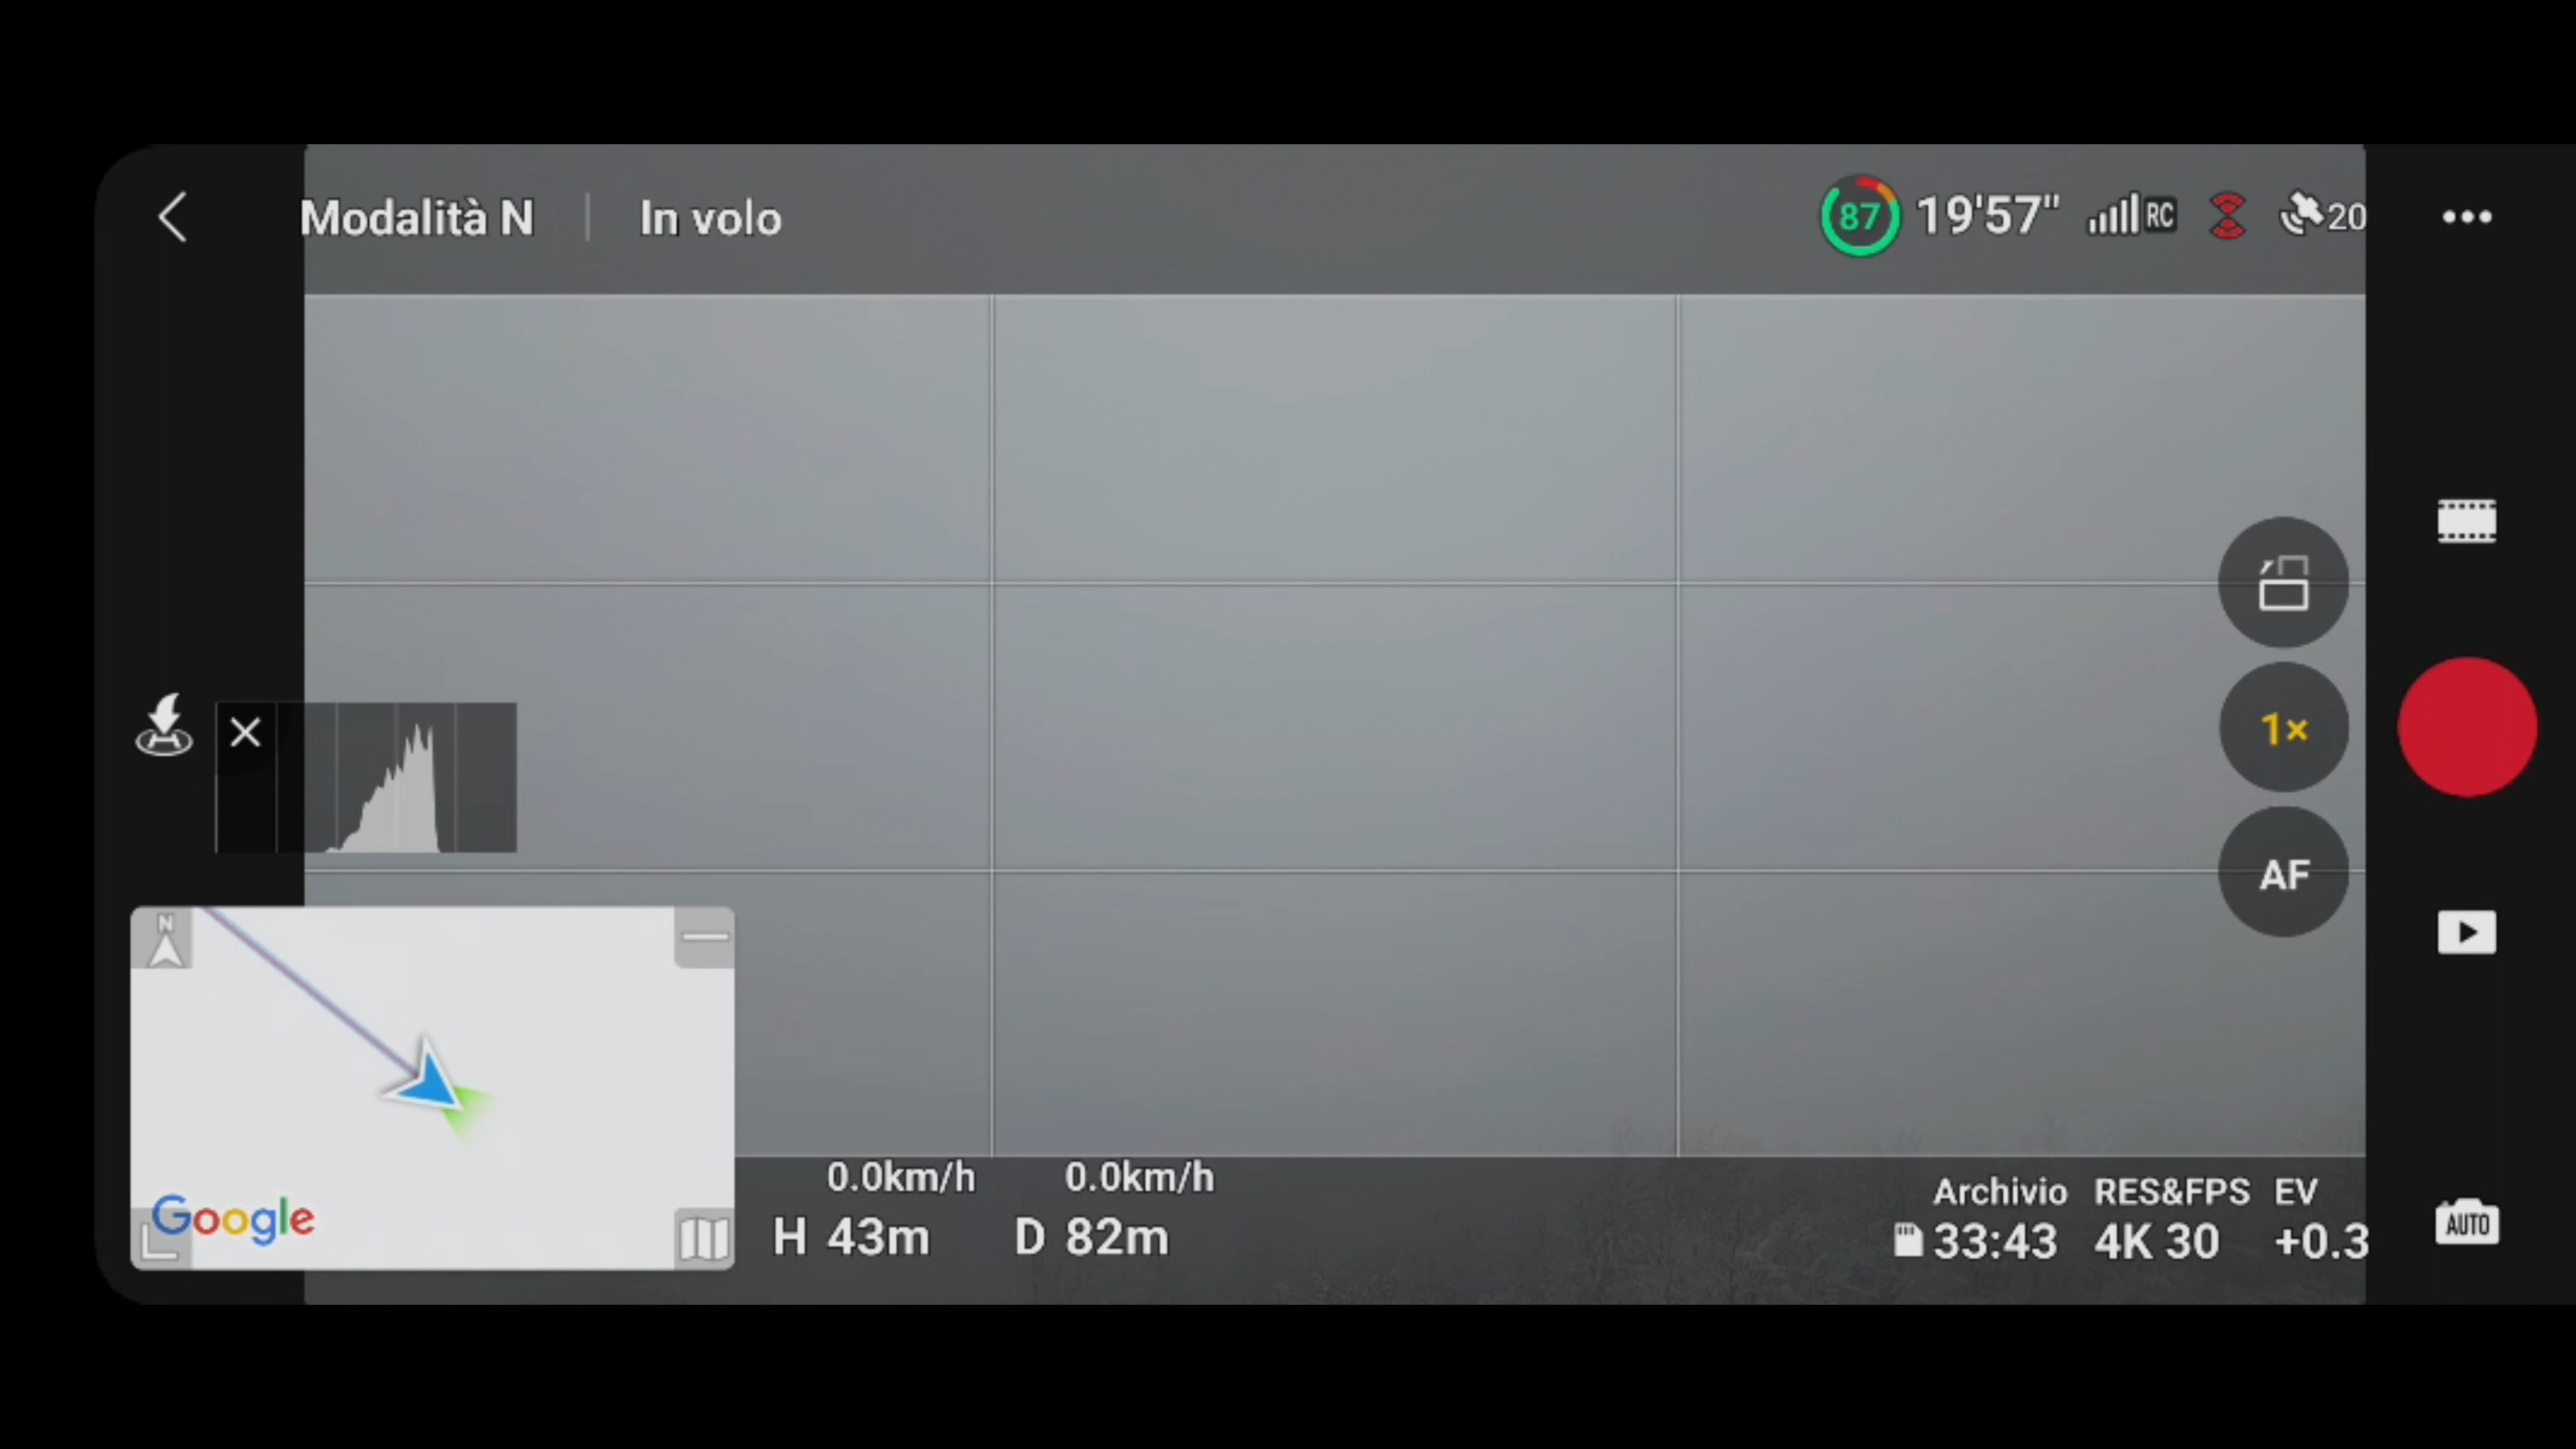 Modalità N | In volo
87 19'57" RC 20
1×
AF
N
Google
0.0km/h 0.0km/h
H 43m D 82m
Archivio RES&FPS EV
33:43 4K 30 +0.3
AUTO